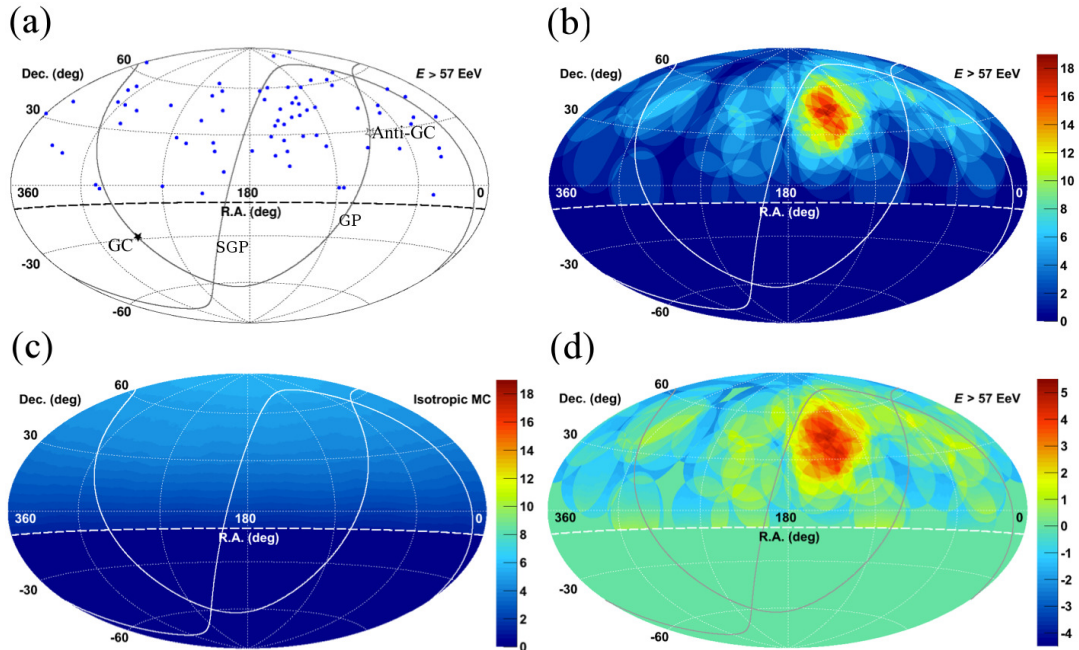 (a)
60
Dec. (deg)
E > 57 EeV
30
Anti-GC
360
180
0
R.A. (deg)
GP
GC
SGP
-30
-60
(b)
60
Dec. (deg)
E > 57 EeV
30
360
180
0
R.A. (deg)
-30
-60
18
16
14
12
10
8
6
4
2
0
(c)
60
Dec. (deg)
Isotropic MC
30
360
180
0
R.A. (deg)
-30
-60
18
16
14
12
10
8
6
4
2
0
(d)
60
Dec. (deg)
E > 57 EeV
30
360
180
0
R.A. (deg)
-30
-60
5
4
3
2
1
0
-1
-2
-3
-4